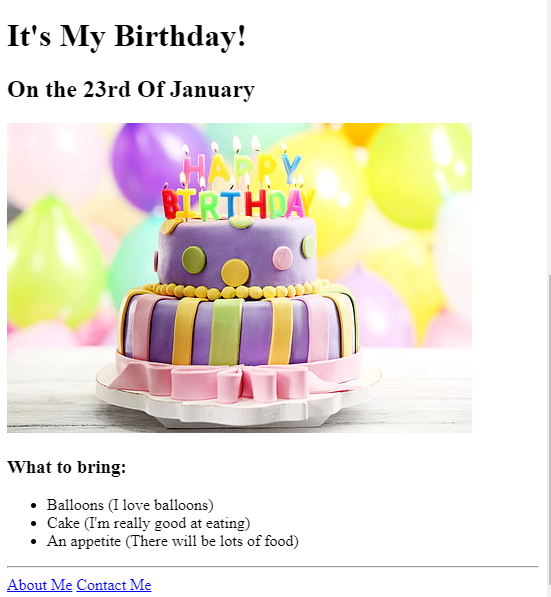 It's My Birthday!
On the 23rd Of January
HAPPY
BIRTHDAY
What to bring:
Balloons (I love balloons)
Cake (I'm really good at eating)
An appetite (There will be lots of food)
About Me Contact Me